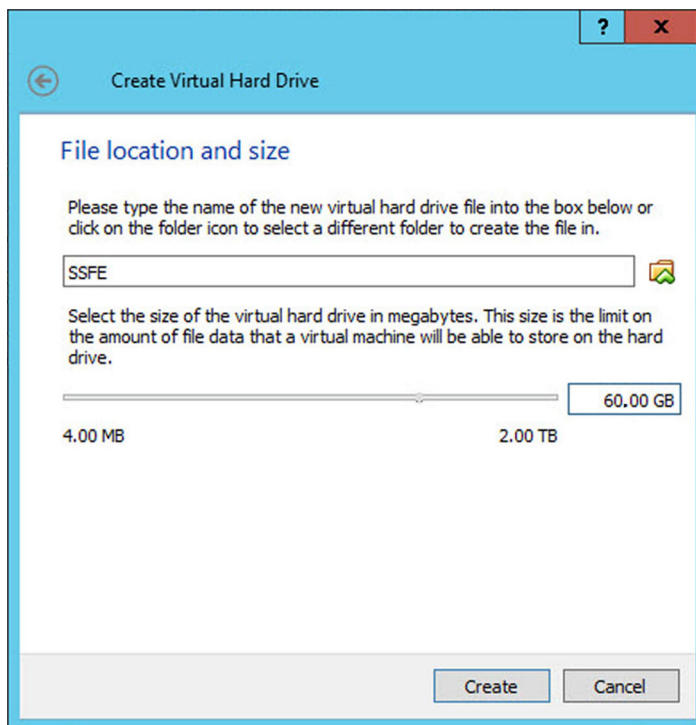 ?
x
Create Virtual Hard Drive
File location and size
Please type the name of the new virtual hard drive file into the box below or
click on the folder icon to select a different folder to create the file in.
SSFE
Select the size of the virtual hard drive in megabytes. This size is the limit on
the amount of file data that a virtual machine will be able to store on the hard
drive.
60.00 GB
4.00 MB 2.00 TB
Create Cancel